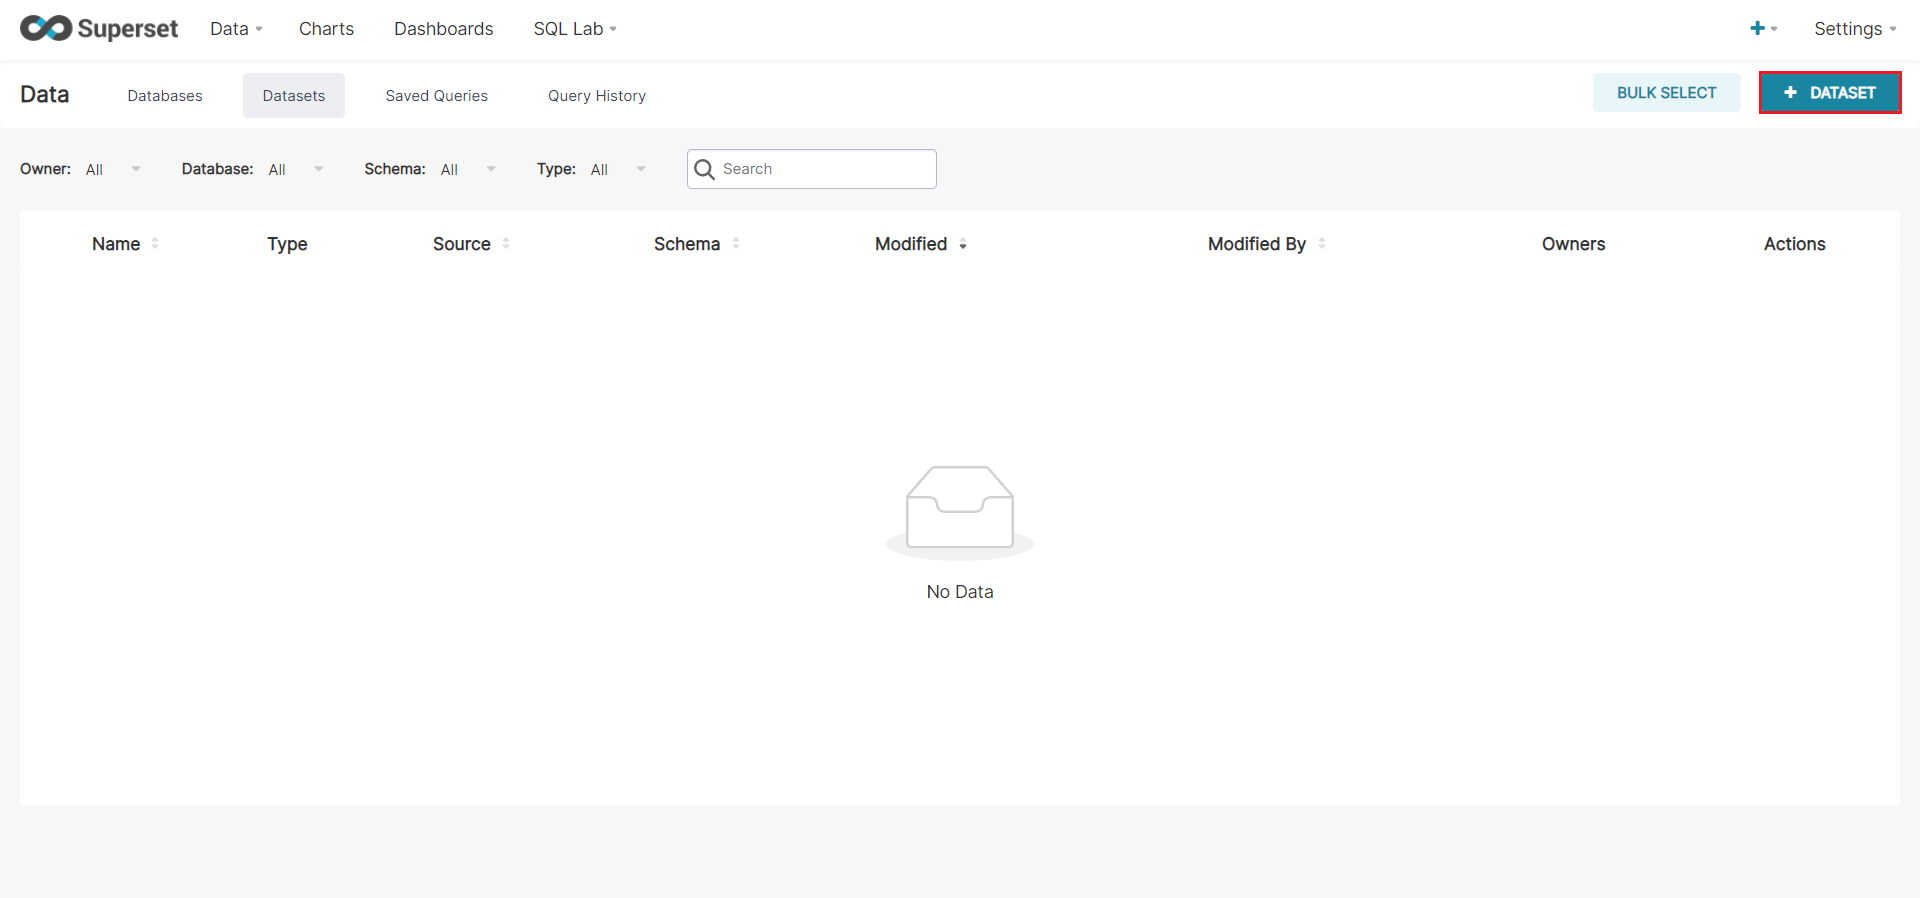 Superset Data Charts Dashboards SQL Lab + Settings
Data Databases Datasets Saved Queries Query History BULK SELECT + DATASET
Owner: All Database: All Schema: All Type: All Search
Name Type Source Schema Modified Modified By Owners Actions
No Data